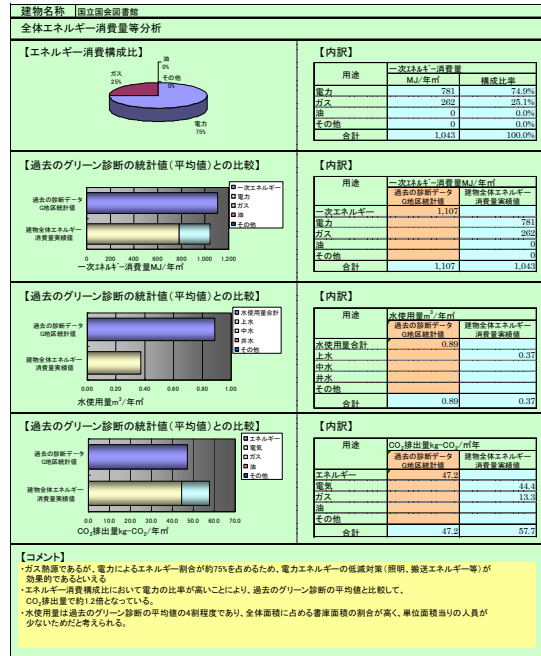 建物名称 国立国会図書館
全体エネルギー消費量等分析
【エネルギー消費構成比】
油
0%
その他
0%
ガス
25%
電力
75%
【内訳】
用途 一次エネルギー消費量
MJ/年㎡ 構成比率
電力 781 74.9%
ガス 262 25.1%
油 0 0.0%
その他 0 0.0%
合計 1,043 100.0%
【過去のグリーン診断の統計値(平均値)との比較】
過去の診断データ
G地区統計値
建物全体エネルギー
消費量実績値
0 200 400 600 800 1,000 1,200
一次エネルギー消費量MJ/年㎡
一次エネルギー
電力
ガス
油
その他
【内訳】
用途 一次エネルギー消費量MJ/年㎡
過去の診断データ 建物全体エネルギー
G地区統計値 消費量実績値
一次エネルギー 1,107
電力 781
ガス 262
油 0
その他 0
合計 1,107 1,043
【過去のグリーン診断の統計値(平均値)との比較】
過去の診断データ
G地区統計値
建物全体エネルギー
消費量実績値
0.00 0.20 0.40 0.60 0.80 1.00
水使用量m³/年㎡
水使用量合計
上水
中水
井水
その他
【内訳】
用途 水使用量m³/年㎡
過去の診断データ 建物全体エネルギー
G地区統計値 消費量実績値
水使用量合計 0.89
上水 0.37
中水
井水
その他
合計 0.89 0.37
【過去のグリーン診断の統計値(平均値)との比較】
過去の診断データ
G地区統計値
建物全体エネルギー
消費量実績値
0.0 10.0 20.0 30.0 40.0 50.0 60.0 70.0
CO₂排出量kg-CO₂/年㎡
エネルギー
電気
ガス
油
その他
【内訳】
用途 CO₂排出量kg-CO₂/㎡年
過去の診断データ 建物全体エネルギー
G地区統計値 消費量実績値
エネルギー 47.2
電気 44.4
ガス 13.3
油
その他
合計 47.2 57.7
【コメント】
・ガス熱源であるが、電力によるエネルギー割合が約75%を占めるため、電力エネルギーの低減対策(照明、搬送エネルギー等)が
効果的であるといえる
・エネルギー消費構成比において電力の比率が高いことにより、過去のグリーン診断の平均値と比較して、
CO₂排出量で約1.2倍となっている。
・水使用量は過去のグリーン診断の平均値の4割程度であり、全体面積に占める書庫面積の割合が高く、単位面積当りの人員が
少ないためだと考えられる。